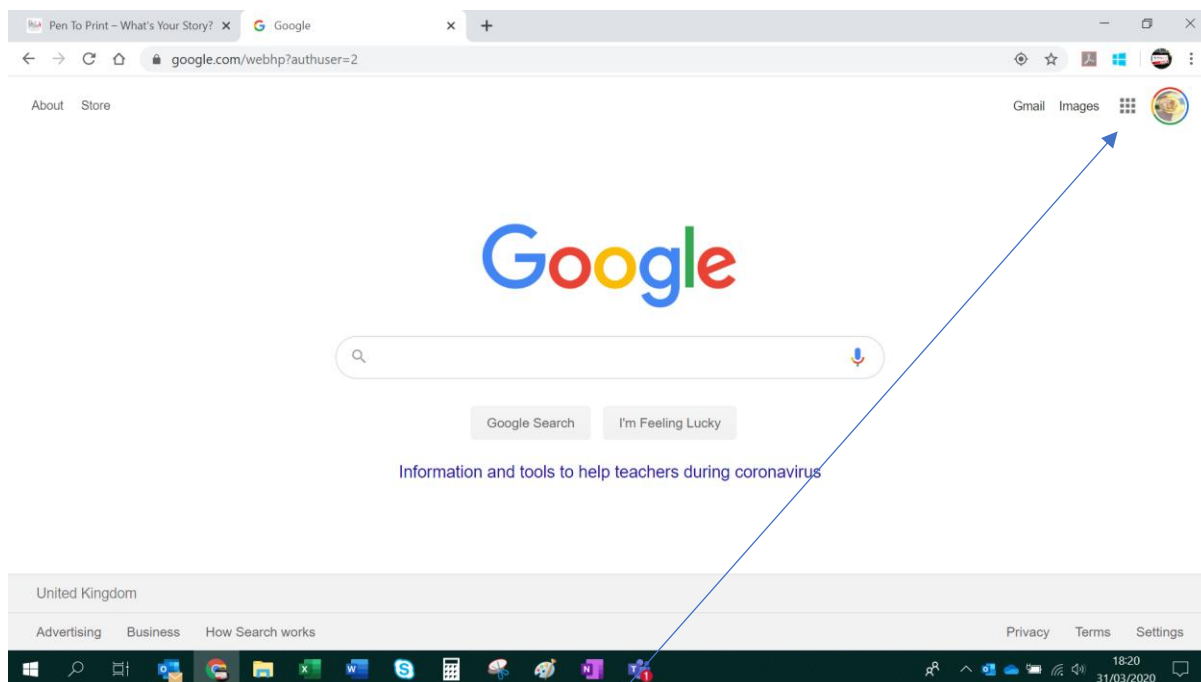 Pen To Print – What's Your Story?
Google
google.com/webhp?authuser=2
About Store
Gmail Images
Google
Google Search I'm Feeling Lucky
Information and tools to help teachers during coronavirus
United Kingdom
Advertising Business How Search works
Privacy Terms Settings
18:20
31/03/2020